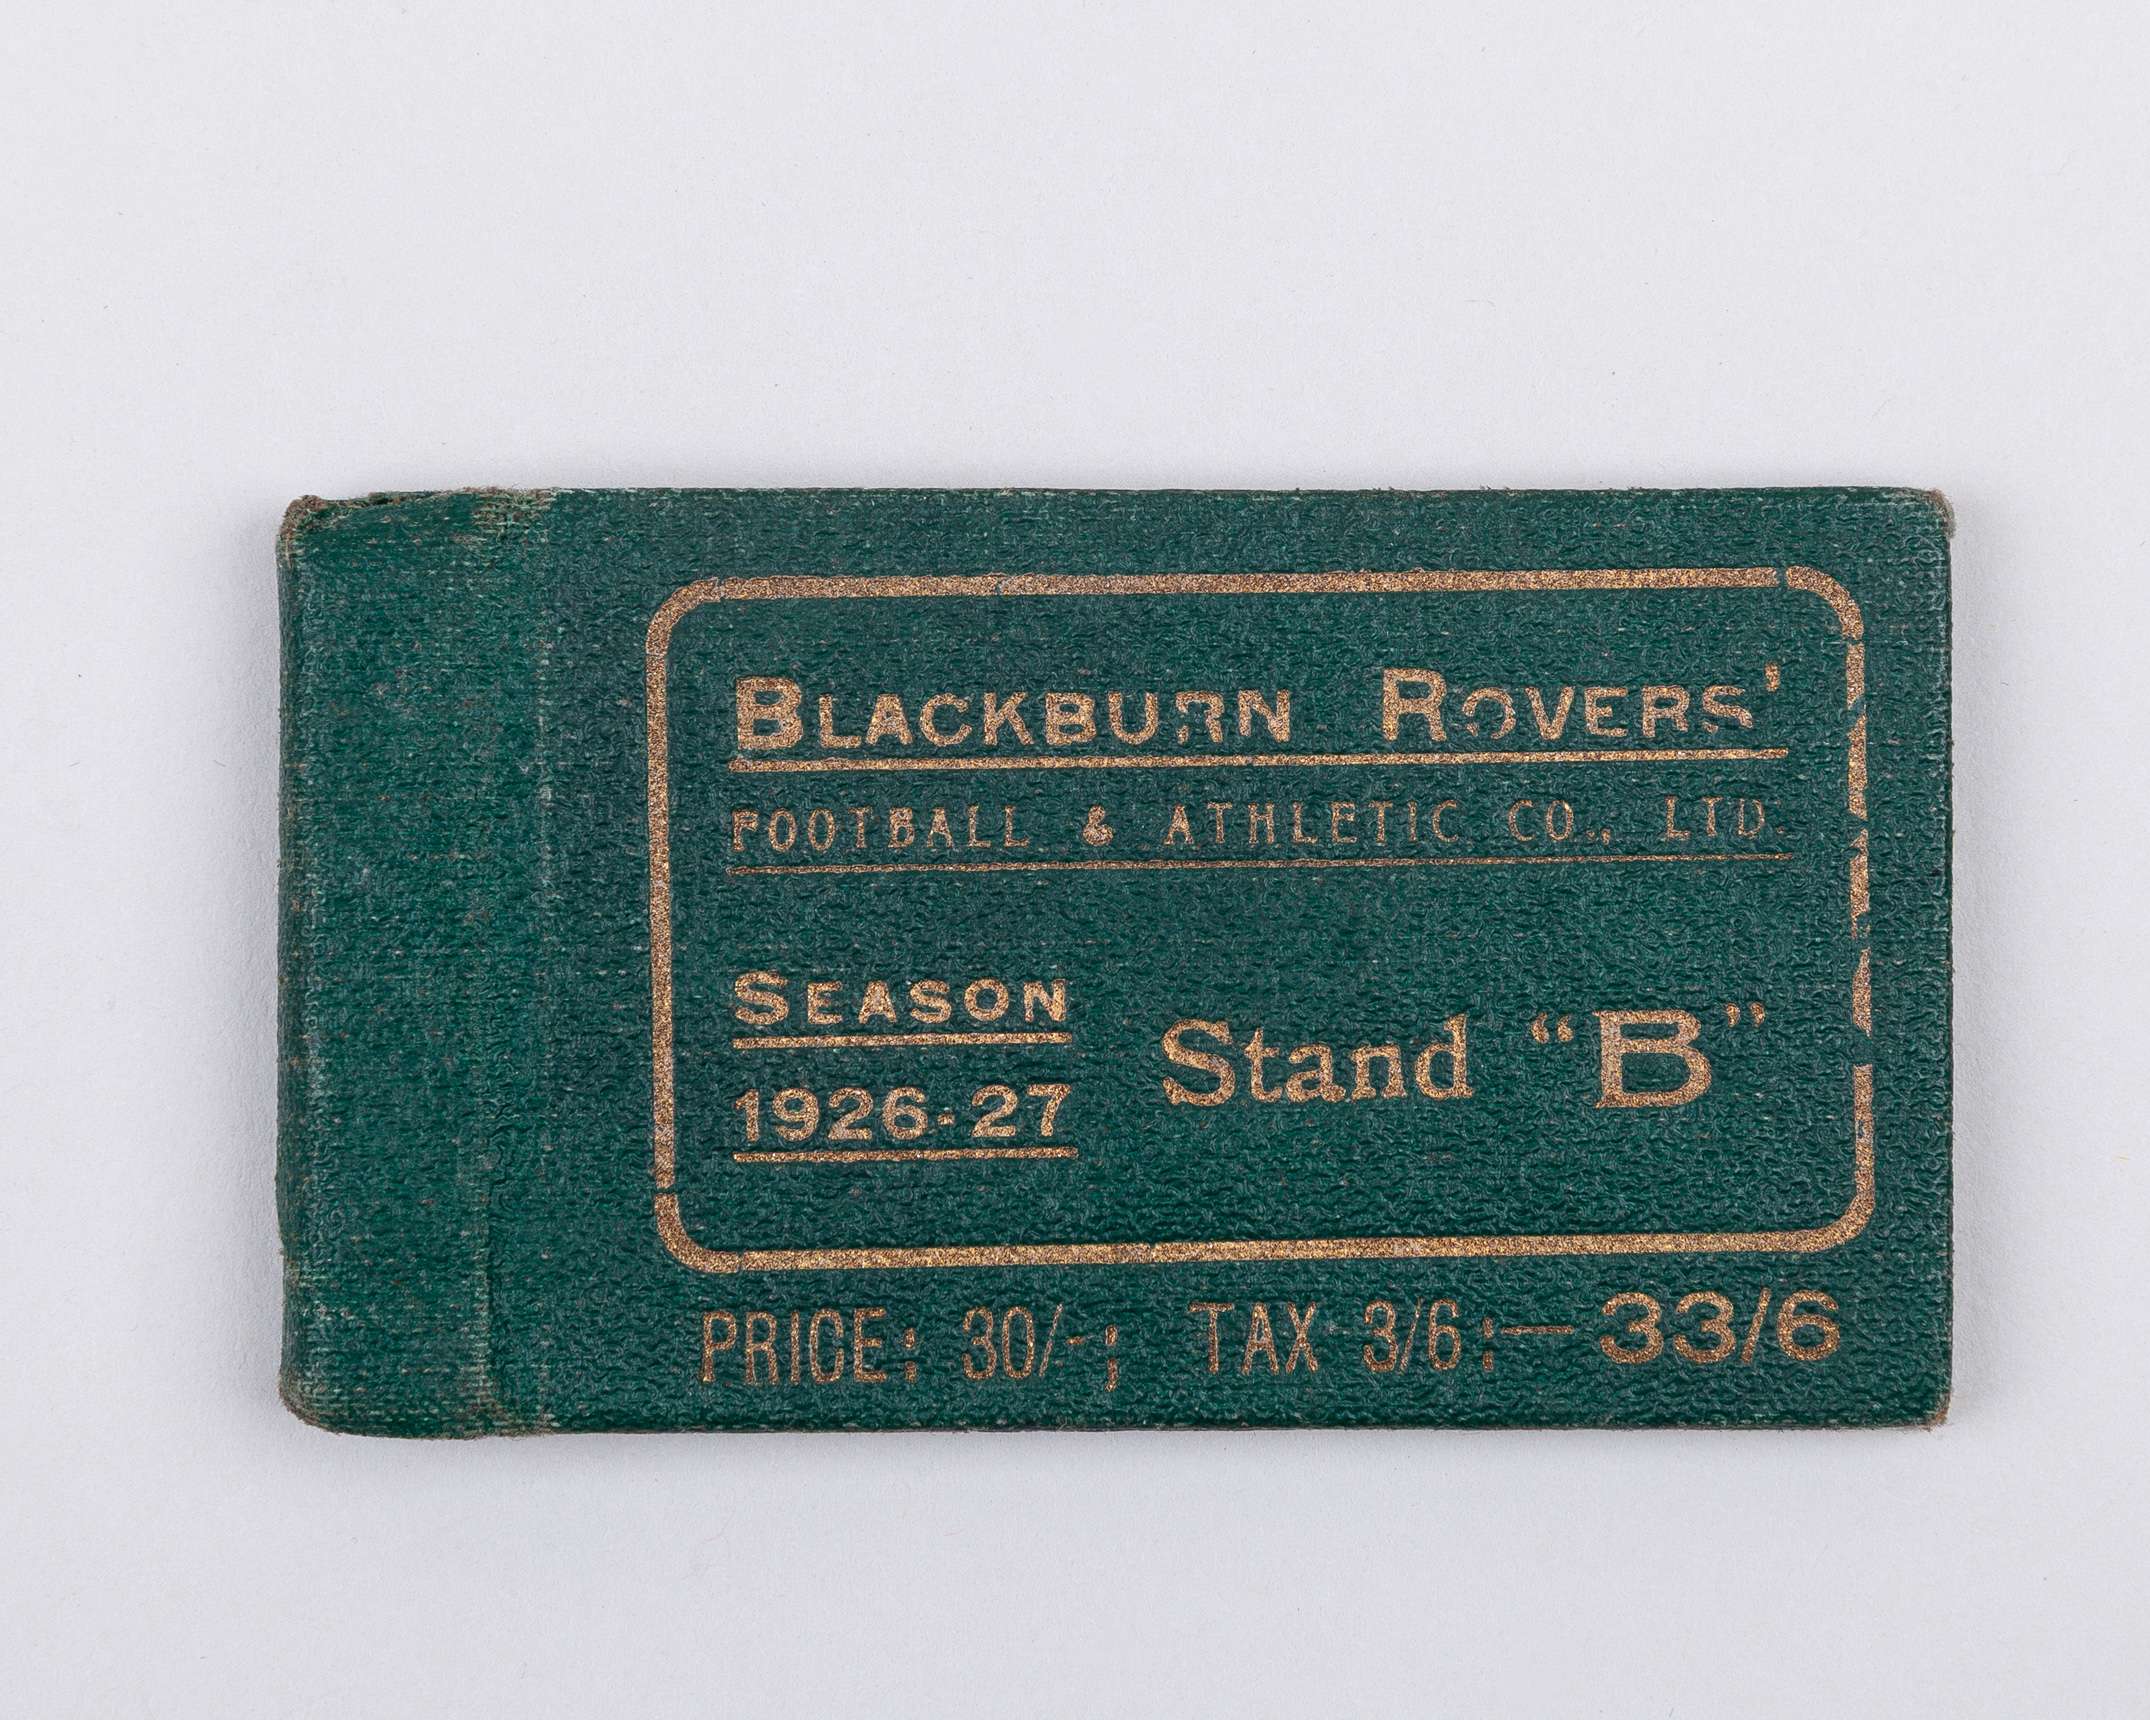 BLACKBURN ROVERS'
FOOTBALL & ATHLETIC CO., LTD.
SEASON
1926-27
Stand "B"
PRICE: 30/-; TAX 3/6:— 33/6